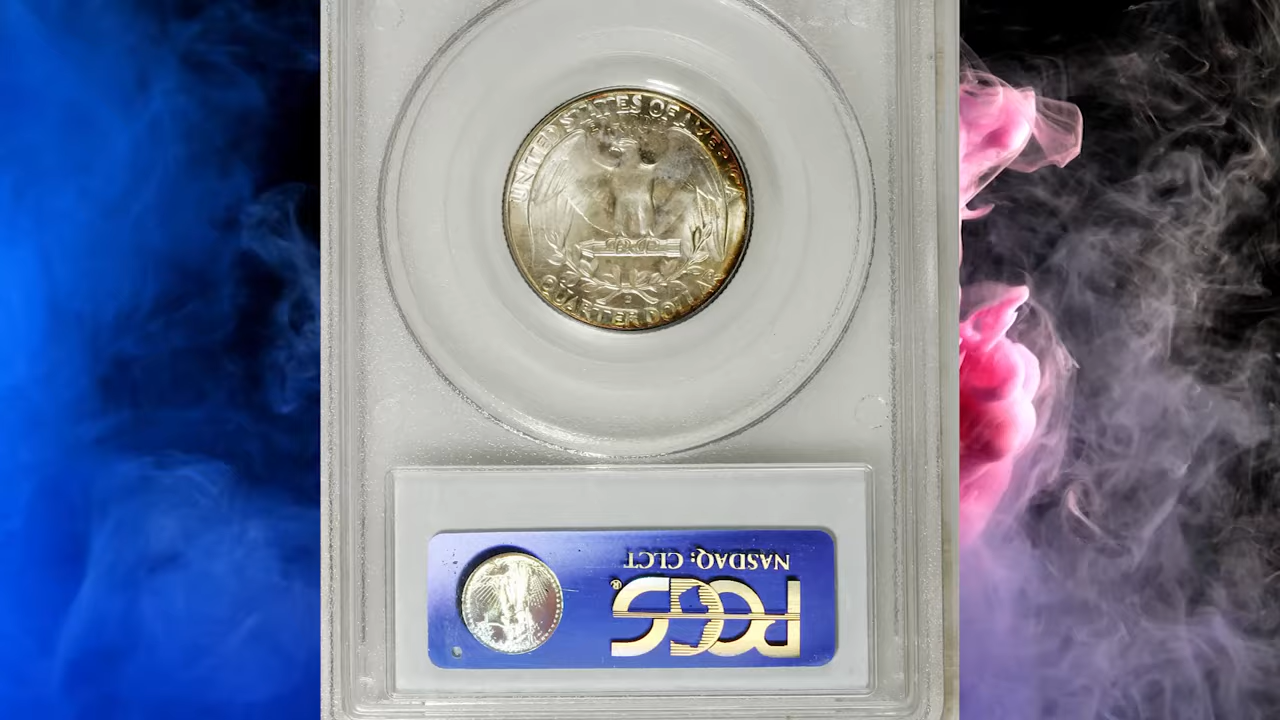 UNITED STATES OF AMERICA
QUARTER DOLLAR
NASDAQ: CLCT
PCGS®